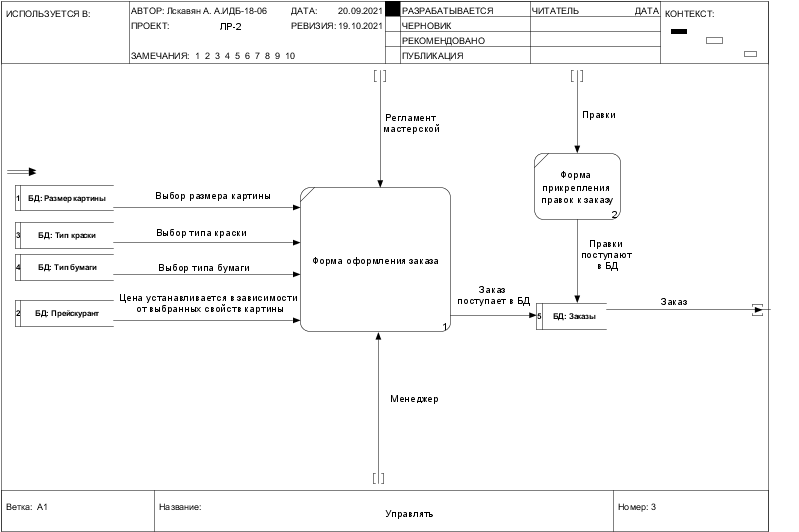 ИСПОЛЬЗУЕТСЯ В:
АВТОР: Лскавян А. А.ИДБ-18-06
ДАТА: 20.09.2021
РАЗРАБАТЫВАЕТСЯ
ЧИТАТЕЛЬ
ДАТА
КОНТЕКСТ:
ПРОЕКТ: ЛР-2
РЕВИЗИЯ: 19.10.2021
ЧЕРНОВИК
РЕКОМЕНДОВАНО
ЗАМЕЧАНИЯ: 1 2 3 4 5 6 7 8 9 10
ПУБЛИКАЦИЯ
Регламент
мастерской
Правки
Форма
прикрепления
правок к заказу
2
1 БД: Размер картины
Выбор размера картины
3 БД: Тип краски
Выбор типа краски
4 БД: Тип бумаги
Выбор типа бумаги
2 БД: Прейскурант
Цена устанавливается в зависимости
от выбранных свойств картины
Форма оформления заказа
1
Правки
поступают
в БД
Заказ
поступает в БД
5 БД: Заказы
Заказ
Менеджер
Ветка: А1
Название:
Управлять
Номер: 3